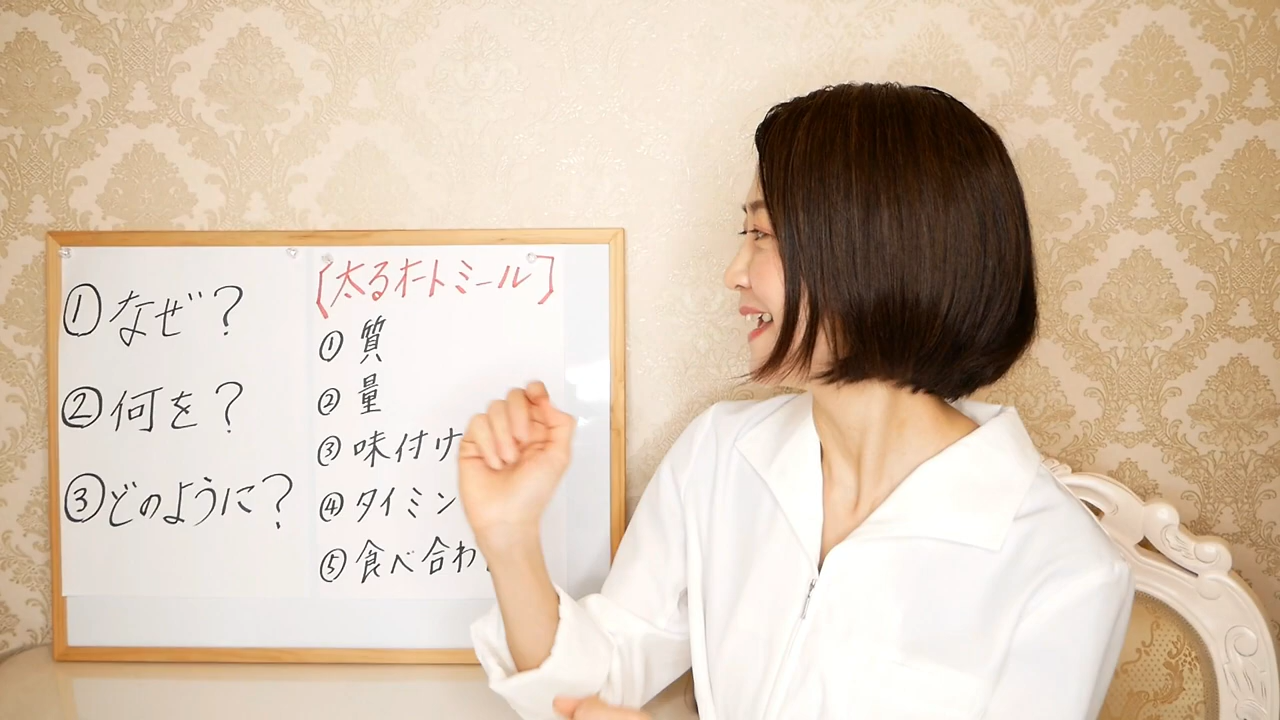 ①なぜ？
②何を？
③どのように？
[太るオートミール]
①質
②量
③味付け
④タイミン
⑤食べ合わ